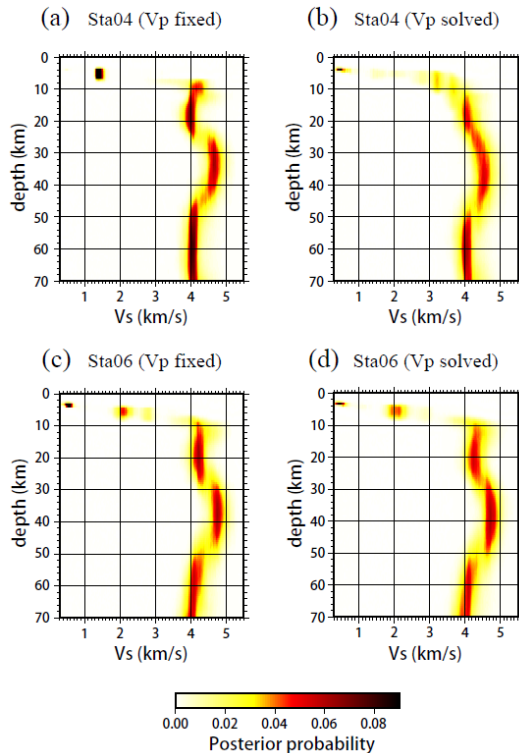 (a) Sta04 (Vp fixed)
(b) Sta04 (Vp solved)
0
10
20
30
40
50
60
70
depth (km)
1 2 3 4 5
Vs (km/s)
0
10
20
30
40
50
60
70
depth (km)
1 2 3 4 5
Vs (km/s)
(c) Sta06 (Vp fixed)
(d) Sta06 (Vp solved)
0
10
20
30
40
50
60
70
depth (km)
1 2 3 4 5
Vs (km/s)
0
10
20
30
40
50
60
70
depth (km)
1 2 3 4 5
Vs (km/s)
0.00 0.02 0.04 0.06 0.08
Posterior probability